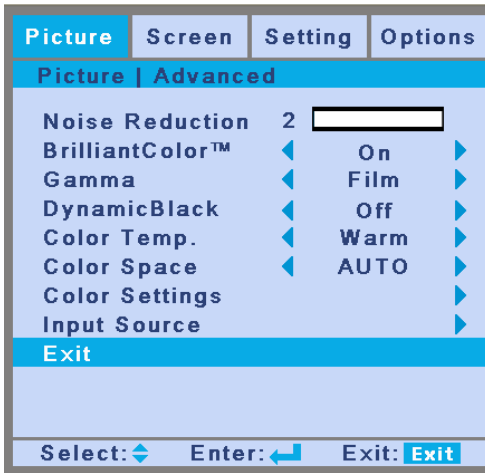 Picture Screen Setting Options
Picture | Advanced
Noise Reduction 2
BrilliantColor™ On
Gamma Film
DynamicBlack Off
Color Temp. Warm
Color Space AUTO
Color Settings
Input Source
Exit
Select: Enter: Exit: Exit